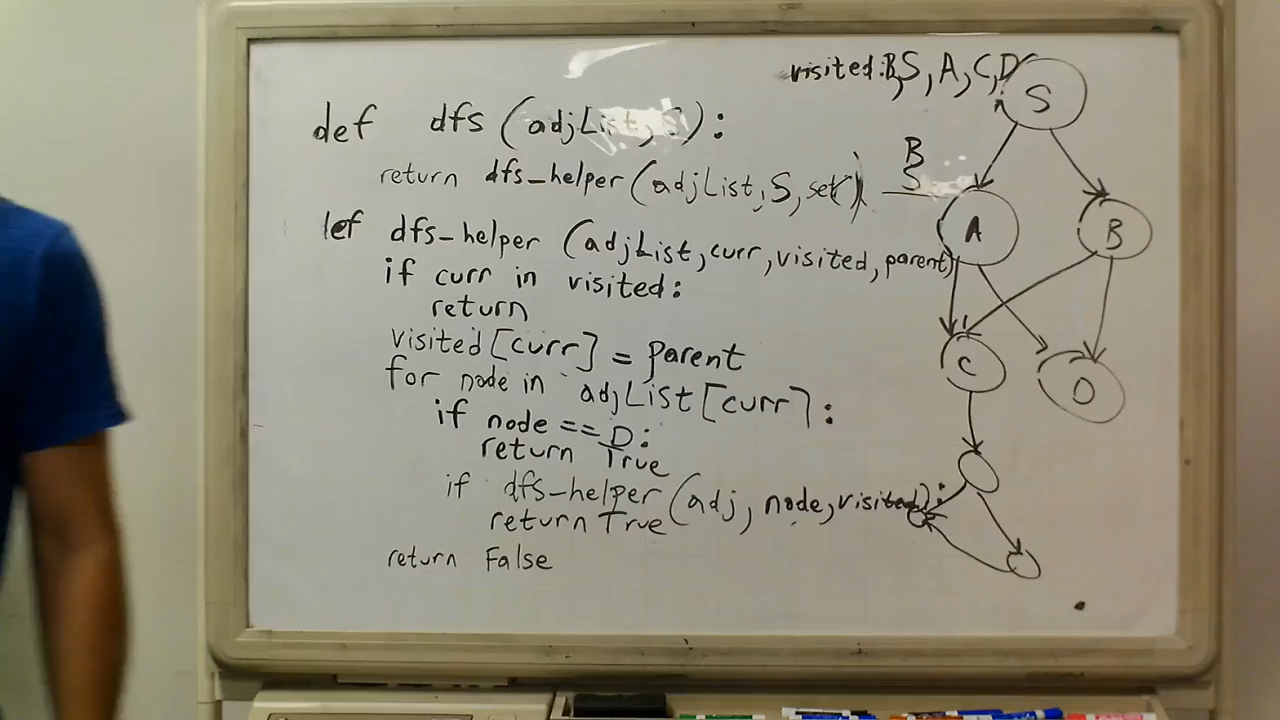 visited:B,S,A,C,D
def dfs (adjList, S):
return dfs-helper(adjList,S,set)
B
S
def dfs-helper (adjList,curr,visited,parent)
if curr in visited:
return
visited[curr] = parent
for node in adjList[curr]:
if node == D:
return True
if dfs-helper(adj, node,visited):
return True
return False
S
A
B
C
D